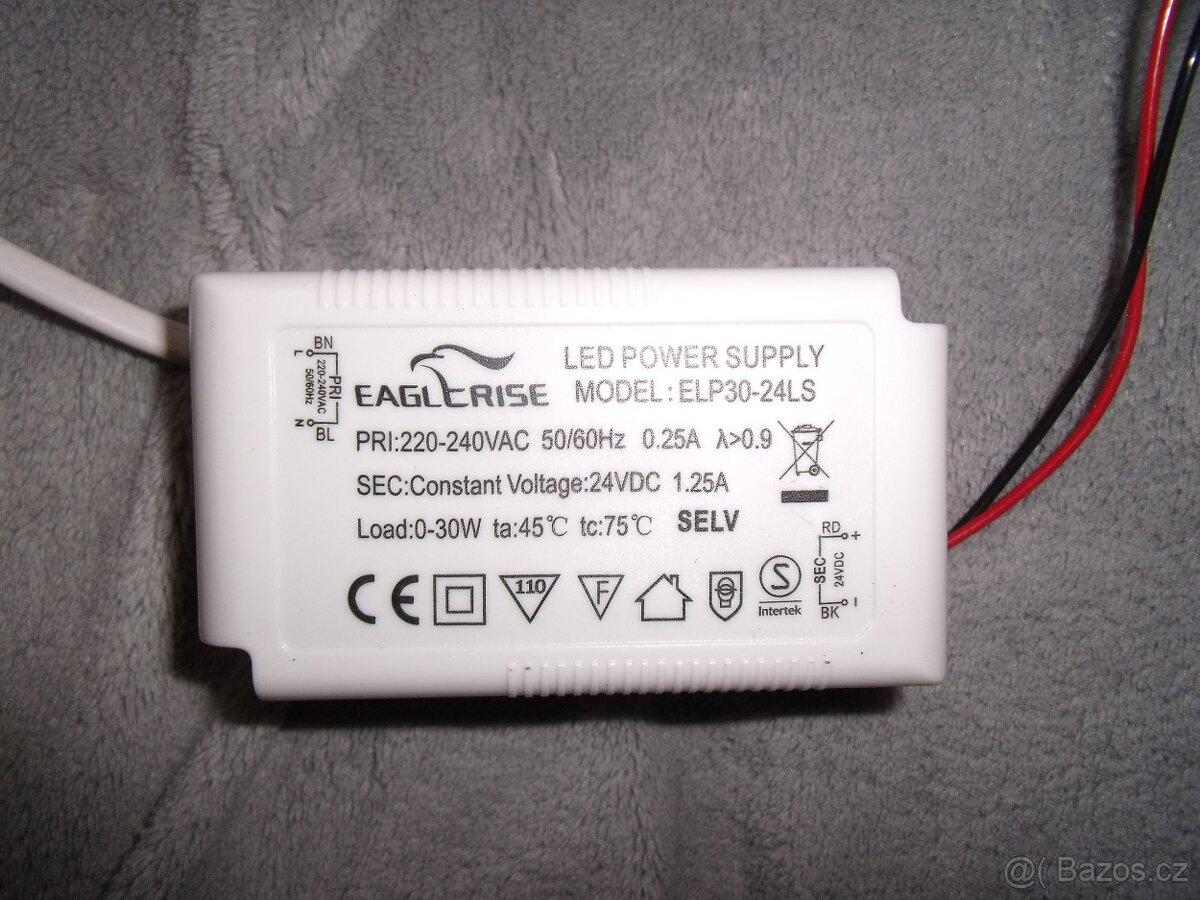 BN
L
PRI
220-240VAC
50/60Hz
N
BL
EAGLERISE
LED POWER SUPPLY
MODEL : ELP30-24LS
PRI:220-240VAC 50/60Hz 0.25A λ>0.9
SEC:Constant Voltage:24VDC 1.25A
Load:0-30W ta:45℃ tc:75℃ SELV
RD +
SEC
24VDC
BK -
CE
110
F
S
Intertek
@( Bazos.cz